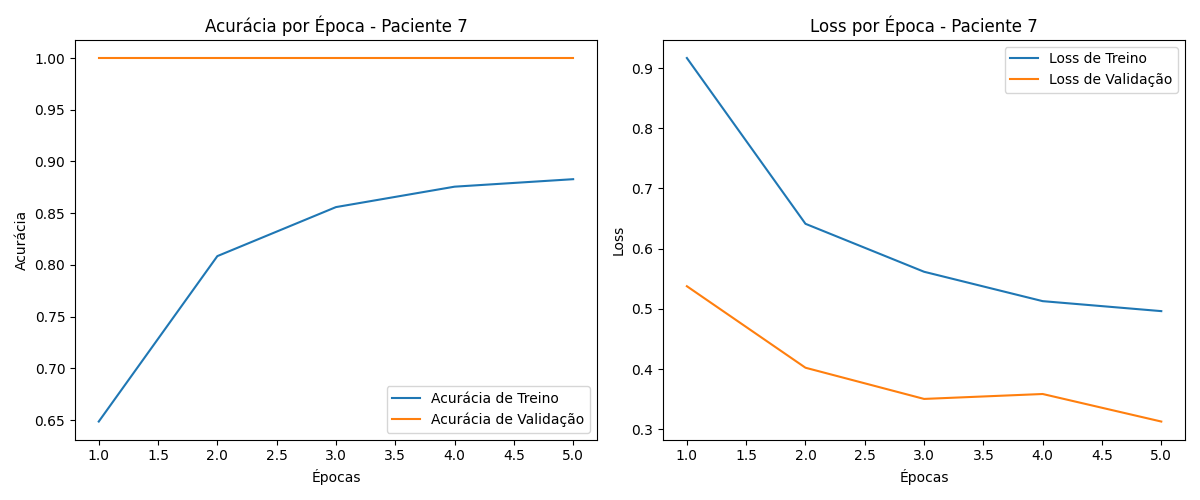 Acurácia por Época - Paciente 7
1.00
0.95
0.90
0.85
0.80
0.75
0.70
0.65
Acurácia
Acurácia de Treino
Acurácia de Validação
1.0 1.5 2.0 2.5 3.0 3.5 4.0 4.5 5.0
Épocas
Loss por Época - Paciente 7
Loss de Treino
Loss de Validação
0.9
0.8
0.7
0.6
0.5
0.4
0.3
Loss
1.0 1.5 2.0 2.5 3.0 3.5 4.0 4.5 5.0
Épocas